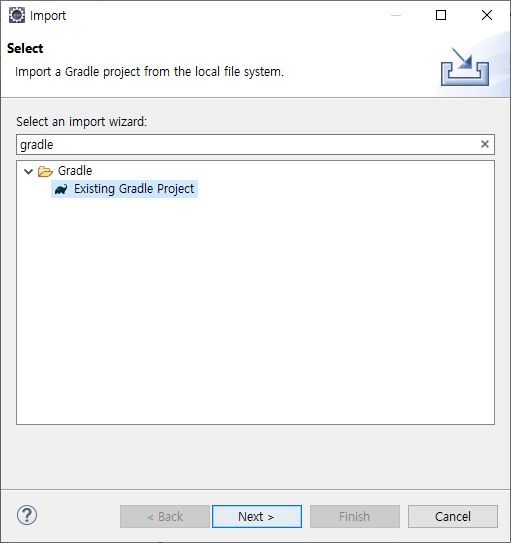 Import
Select
Import a Gradle project from the local file system.
Select an import wizard:
gradle
Gradle
Existing Gradle Project
< Back
Next >
Finish
Cancel